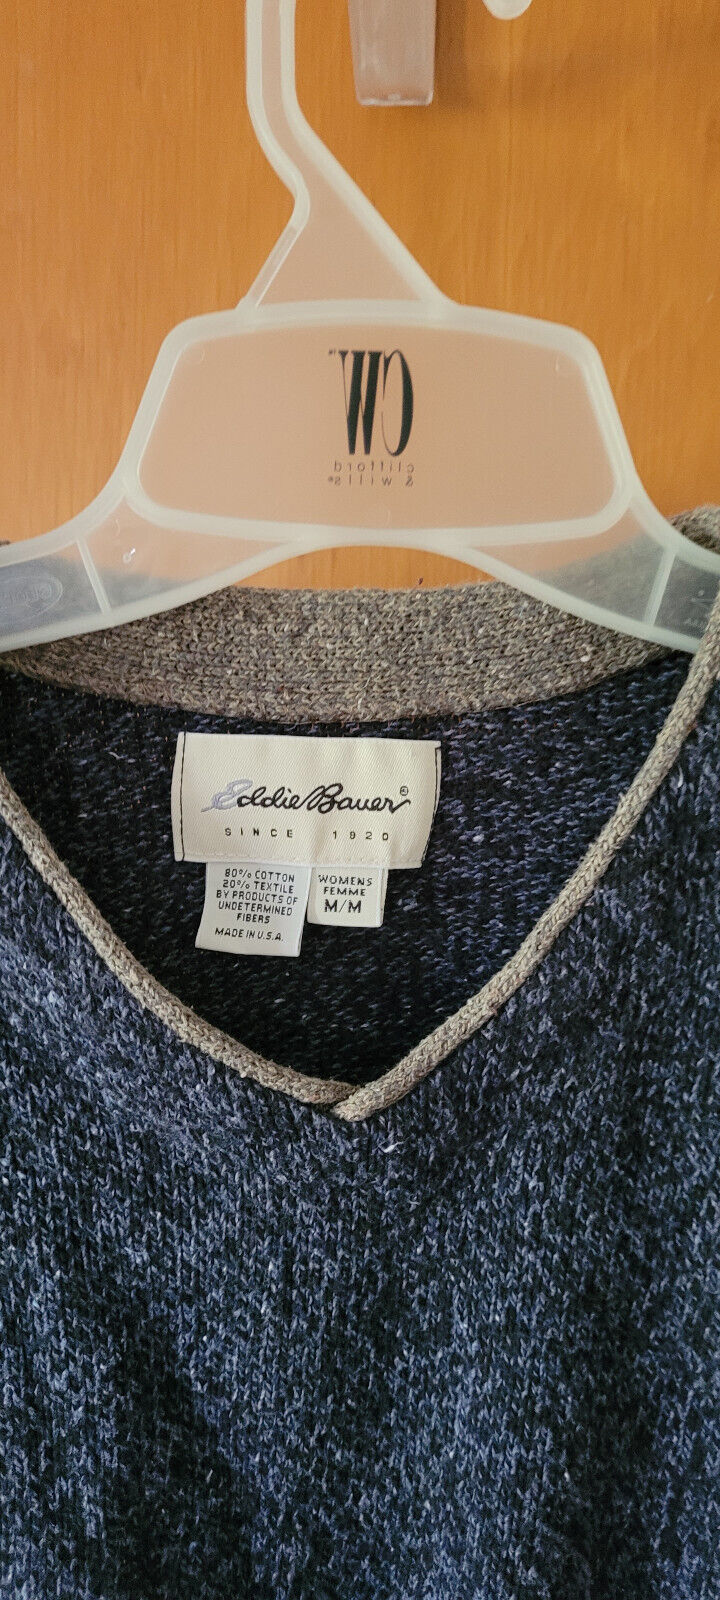 CW
clifford
& wills®
Eddie Bauer®
SINCE 1920
80% COTTON
20% TEXTILE
BY PRODUCTS OF
UNDETERMINED
FIBERS
MADE IN U.S.A.
WOMENS
FEMME
M/M